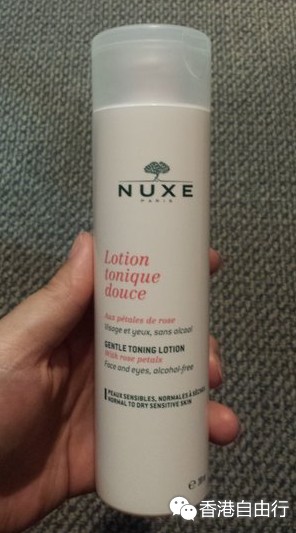 NUXE
PARIS
Lotion
tonique
douce
Aux pétales de rose
Visage et yeux, sans alcool
GENTLE TONING LOTION
With rose petals
Face and eyes, alcohol-free
PEAUX SENSIBLES, NORMALES À SÈCHES
NORMAL TO DRY SENSITIVE SKIN
香港自由行